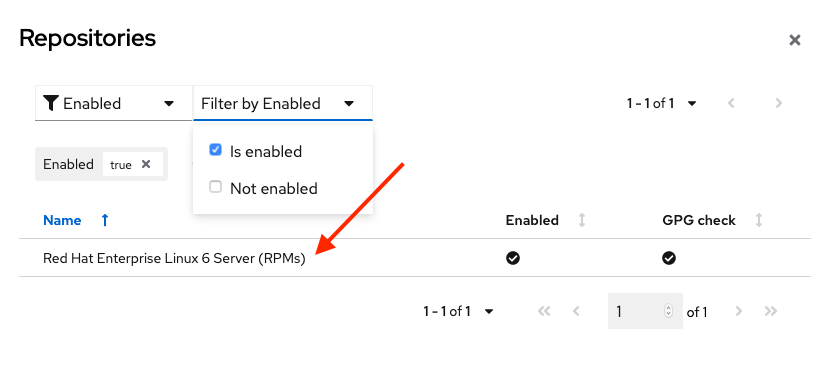 Repositories
Enabled Filter by Enabled 1 - 1 of 1
Enabled true
Is enabled
Not enabled
Name Enabled GPG check
Red Hat Enterprise Linux 6 Server (RPMs)
1 - 1 of 1 1 of 1